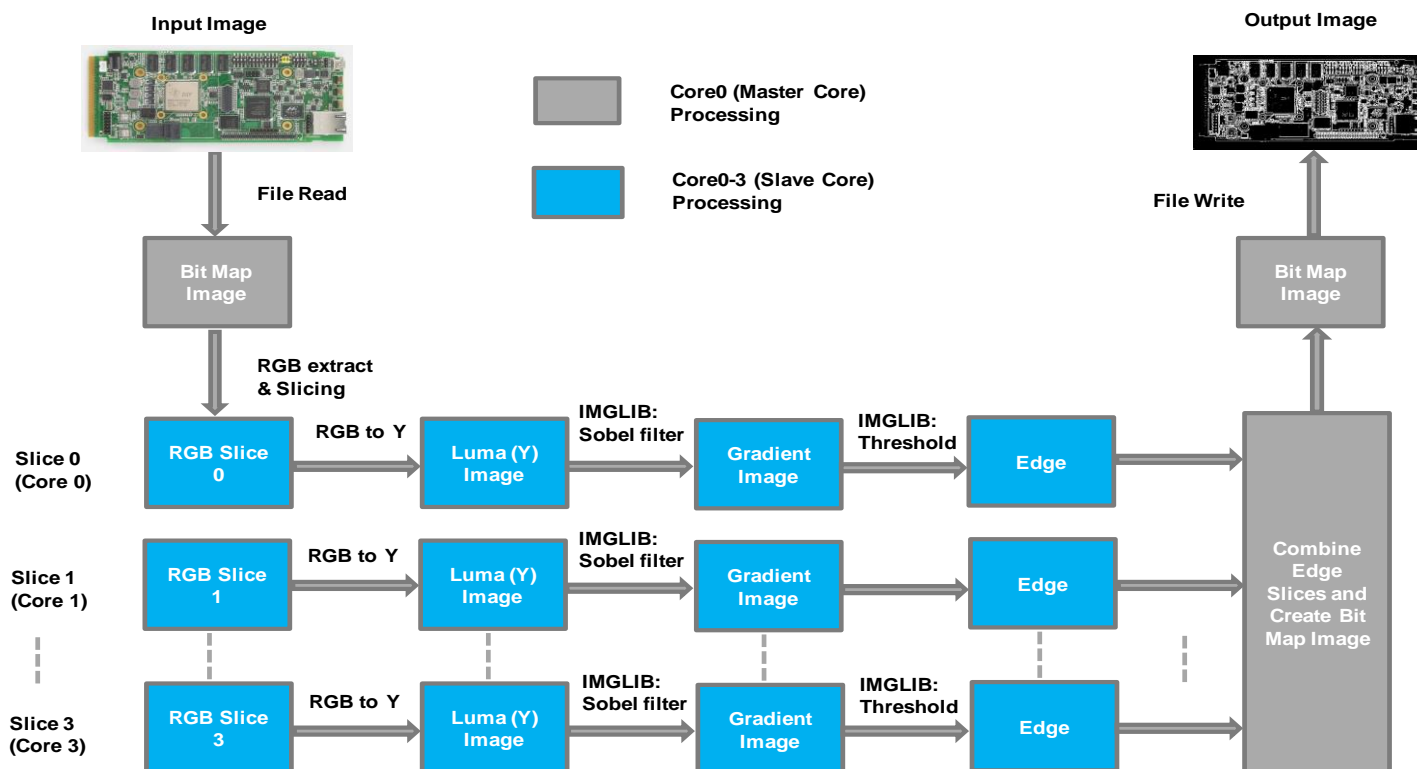 Input Image
Output Image
Core0 (Master Core)
Processing
Core0-3 (Slave Core)
Processing
File Read
File Write
Bit Map
Image
Bit Map
Image
RGB extract
& Slicing
Slice 0
(Core 0)
RGB Slice
0
RGB to Y
Luma (Y)
Image
IMGLIB:
Sobel filter
Gradient
Image
IMGLIB:
Threshold
Edge
Slice 1
(Core 1)
RGB Slice
1
RGB to Y
Luma (Y)
Image
IMGLIB:
Sobel filter
Gradient
Image
Edge
Combine
Edge
Slices and
Create Bit
Map Image
Slice 3
(Core 3)
RGB Slice
3
RGB to Y
Luma (Y)
Image
IMGLIB:
Sobel filter
Gradient
Image
IMGLIB:
Threshold
Edge